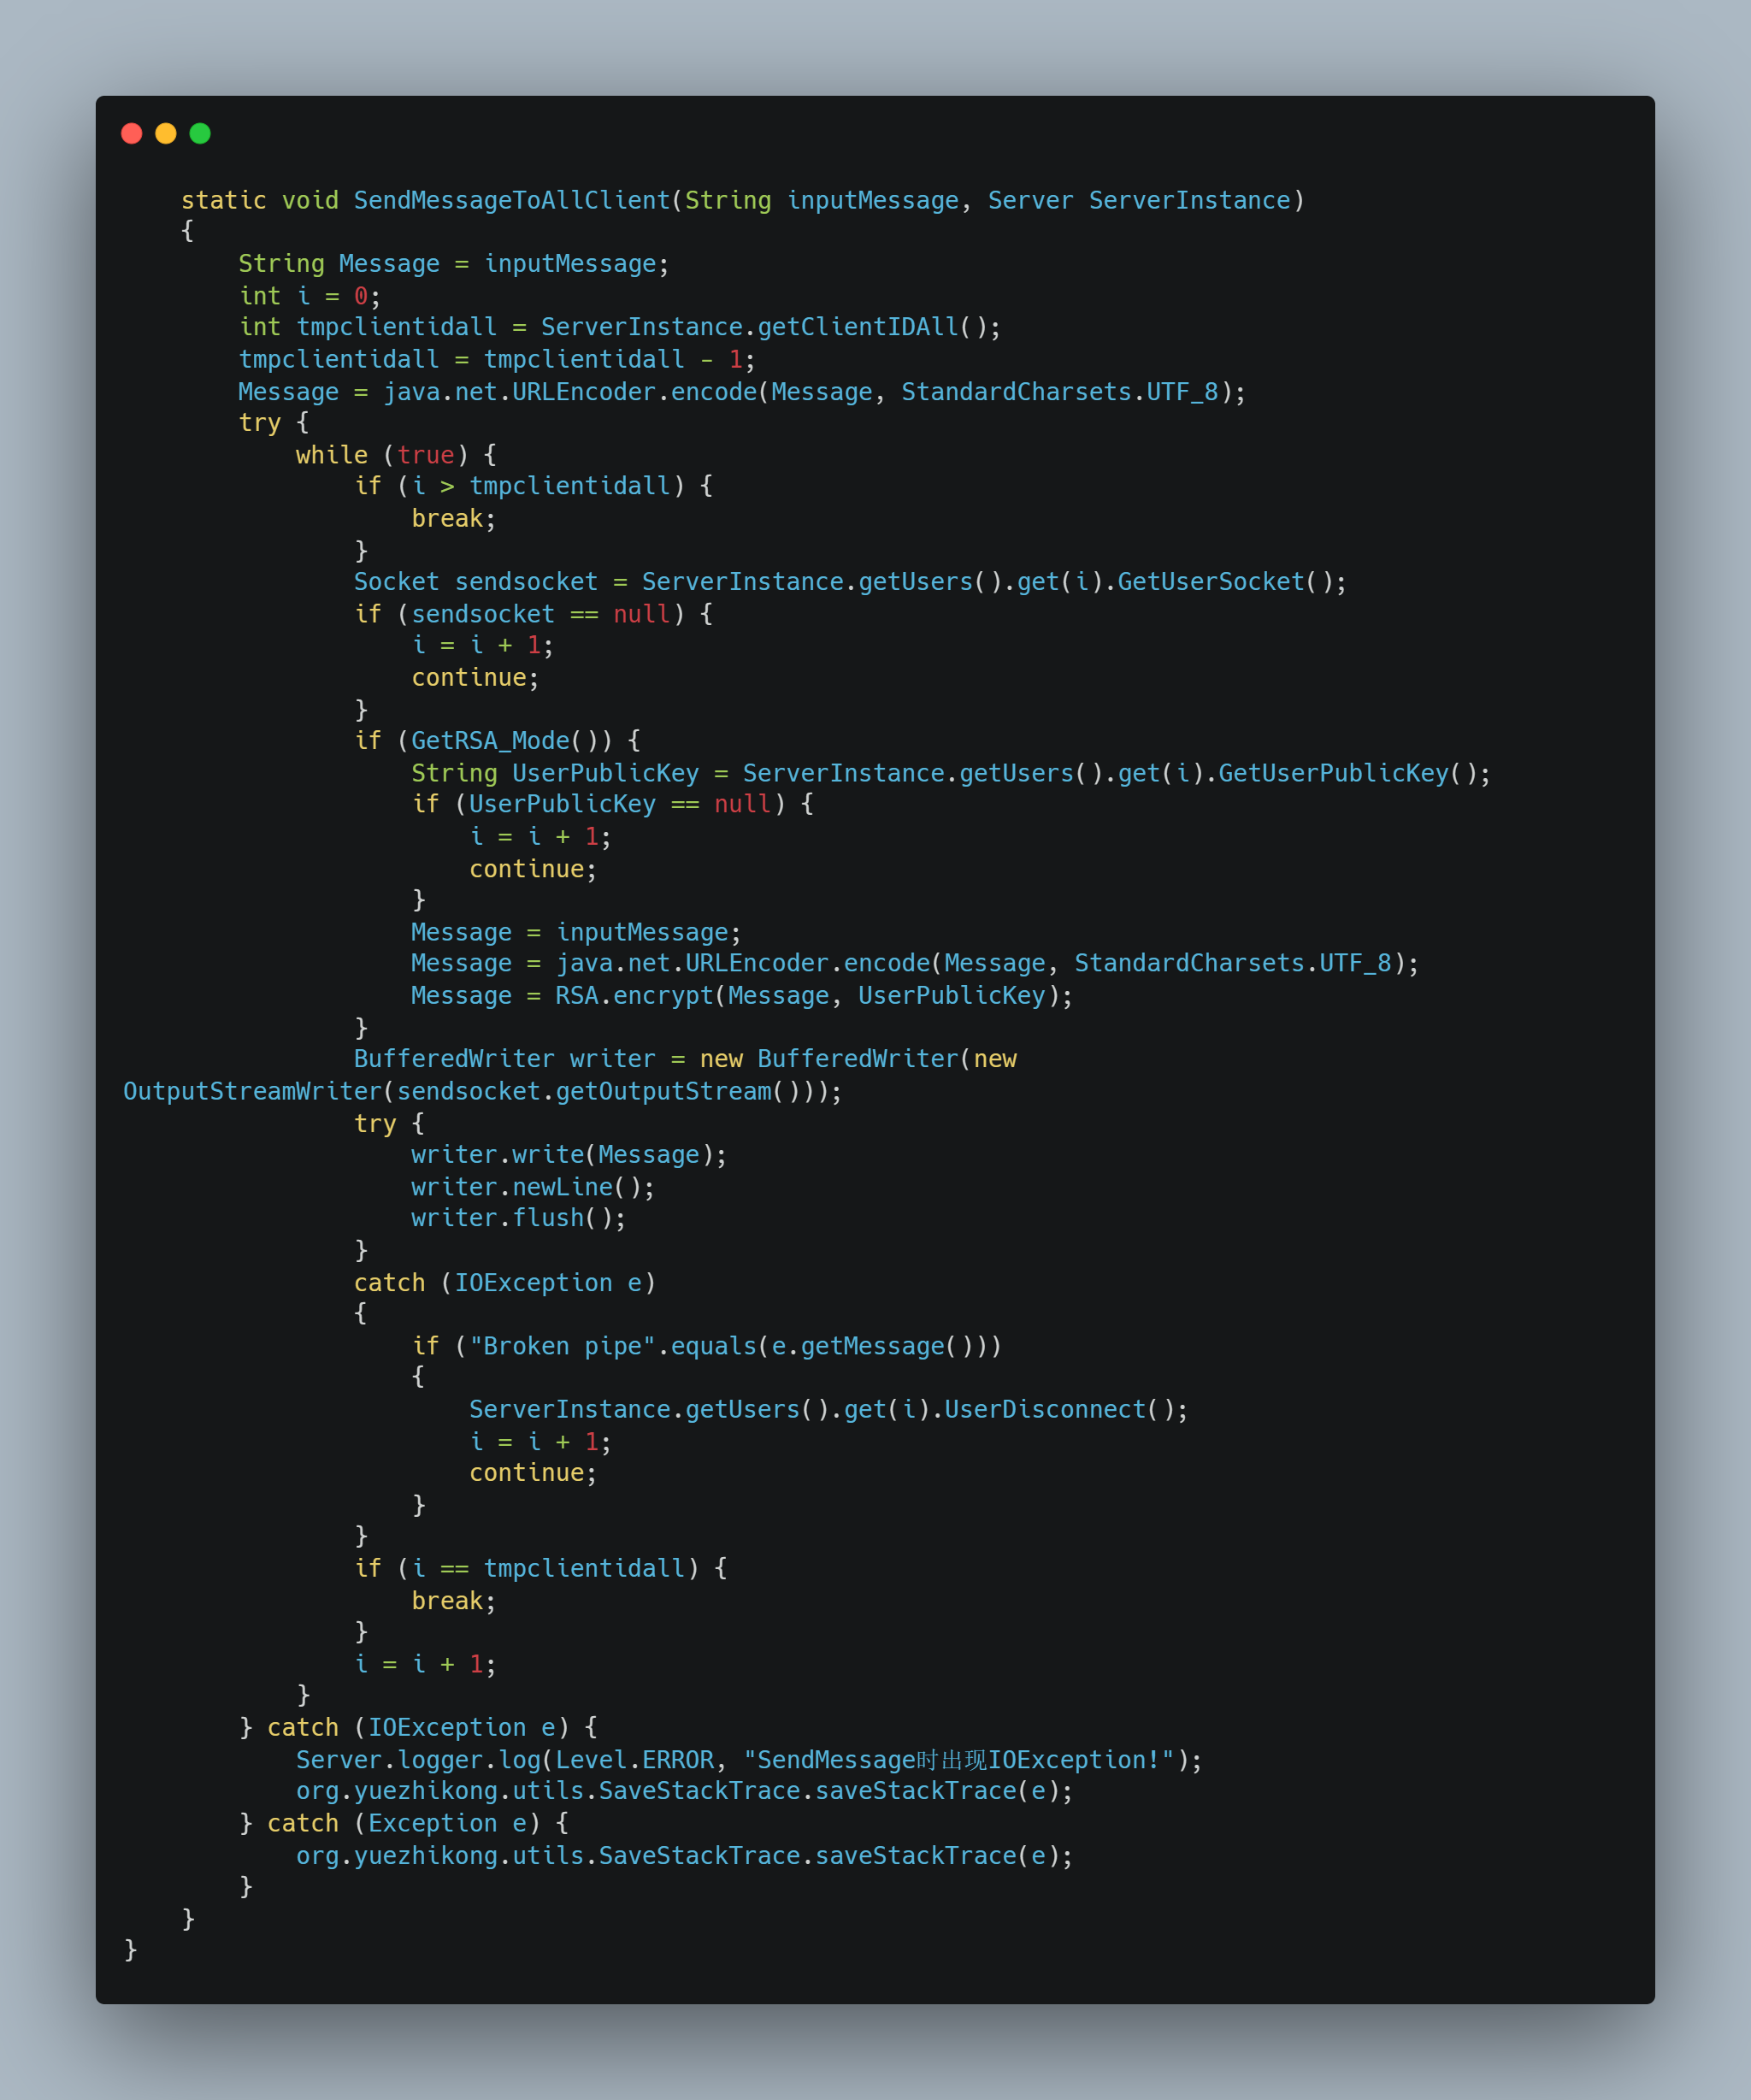 static void SendMessageToAllClient(String inputMessage, Server ServerInstance)
    {
        String Message = inputMessage;
        int i = 0;
        int tmpclientidall = ServerInstance.getClientIDAll();
        tmpclientidall = tmpclientidall - 1;
        Message = java.net.URLEncoder.encode(Message, StandardCharsets.UTF_8);
        try {
            while (true) {
                if (i > tmpclientidall) {
                    break;
                }
                Socket sendsocket = ServerInstance.getUsers().get(i).GetUserSocket();
                if (sendsocket == null) {
                    i = i + 1;
                    continue;
                }
                if (GetRSA_Mode()) {
                    String UserPublicKey = ServerInstance.getUsers().get(i).GetUserPublicKey();
                    if (UserPublicKey == null) {
                        i = i + 1;
                        continue;
                    }
                    Message = inputMessage;
                    Message = java.net.URLEncoder.encode(Message, StandardCharsets.UTF_8);
                    Message = RSA.encrypt(Message, UserPublicKey);
                }
                BufferedWriter writer = new BufferedWriter(new
OutputStreamWriter(sendsocket.getOutputStream()));
                try {
                    writer.write(Message);
                    writer.newLine();
                    writer.flush();
                }
                catch (IOException e)
                {
                    if ("Broken pipe".equals(e.getMessage()))
                    {
                        ServerInstance.getUsers().get(i).UserDisconnect();
                        i = i + 1;
                        continue;
                    }
                }
                if (i == tmpclientidall) {
                    break;
                }
                i = i + 1;
            }
        } catch (IOException e) {
            Server.logger.log(Level.ERROR, "SendMessage时出现IOException!");
            org.yuezhikong.utils.SaveStackTrace.saveStackTrace(e);
        } catch (Exception e) {
            org.yuezhikong.utils.SaveStackTrace.saveStackTrace(e);
        }
    }
}